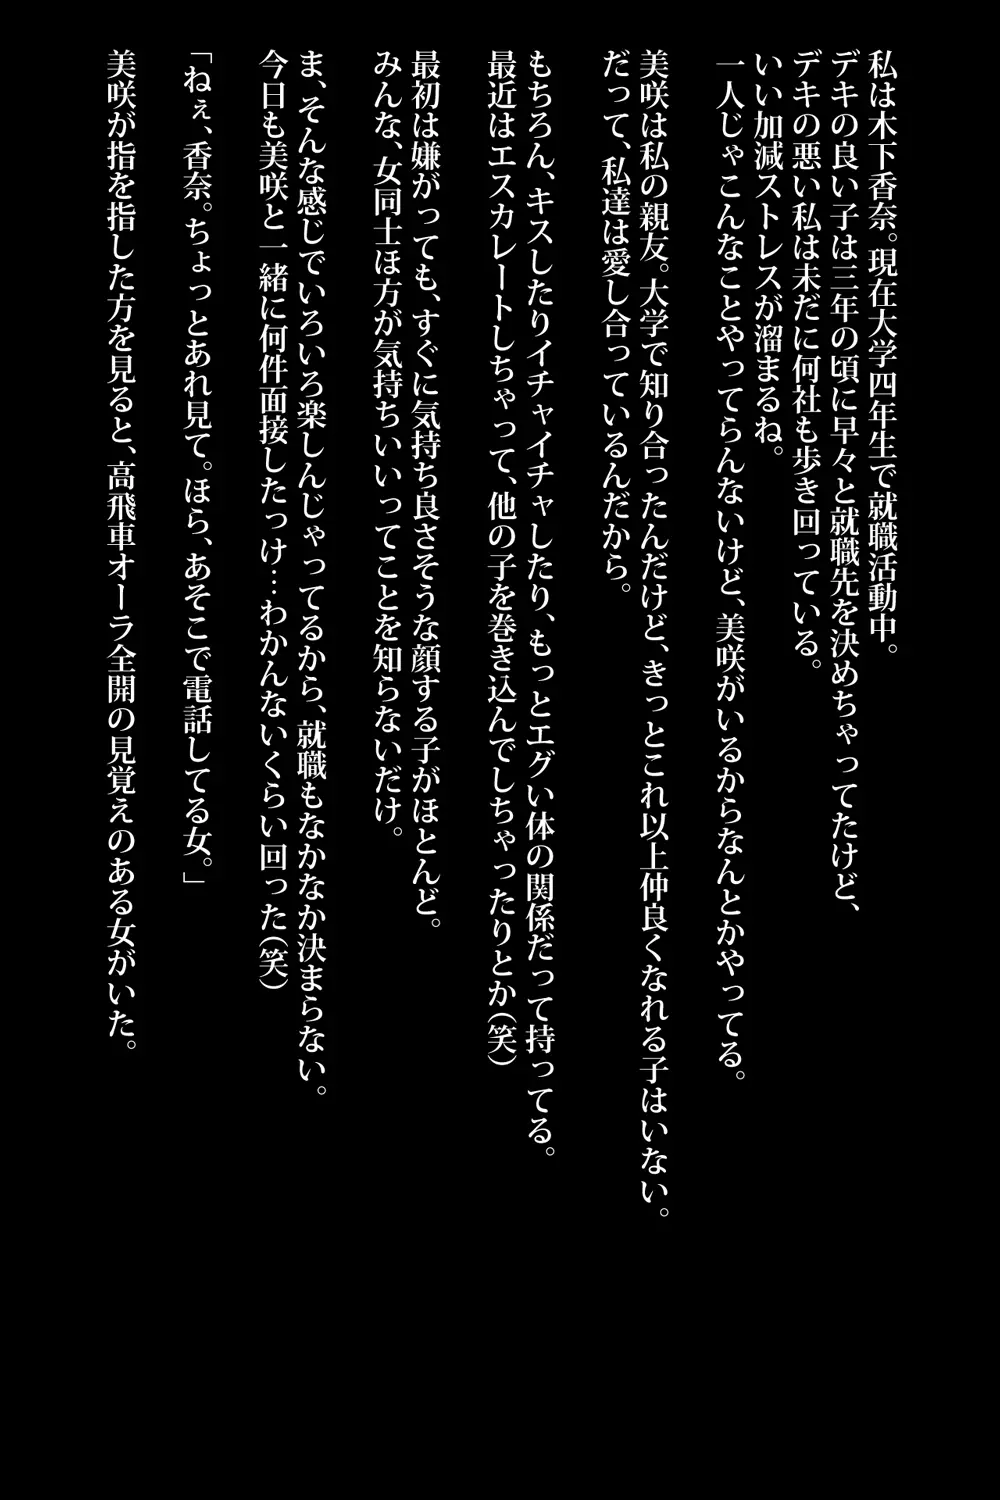 私は木下香奈。現在大学四年生で就職活動中。
デキの良い子は三年の頃に早々と就職先を決めちゃってたけど、
デキの悪い私は未だに何社も歩き回っている。
いい加減ストレスが溜まるね。
一人じゃこんなことやってらんないけど、美咲がいるからなんとかやってる。
美咲は私の親友。大学で知り合ったんだけど、きっとこれ以上仲良くなれる子はいない。
だって、私達は愛し合っているんだから。
もちろん、キスしたりイチャイチャしたり、もっとエグい体の関係だって持ってる。
最近はエスカレートしちゃって、他の子を巻き込んでしちゃったりとか(笑)
最初は嫌がっても、すぐに気持ち良さそうな顔する子がほとんど。
みんな、女同士ほ方が気持ちいいってことを知らないだけ。
ま、そんな感じでいろいろ楽しんじゃってるから、就職もなかなか決まらない。
今日も美咲と一緒に何件面接したっけ…わかんないくらい回った(笑)
「ねぇ、香奈。ちょっとあれ見て。ほら、あそこで電話してる女。」
美咲が指を指した方を見ると、高飛車オーラ全開の見覚えのある女がいた。